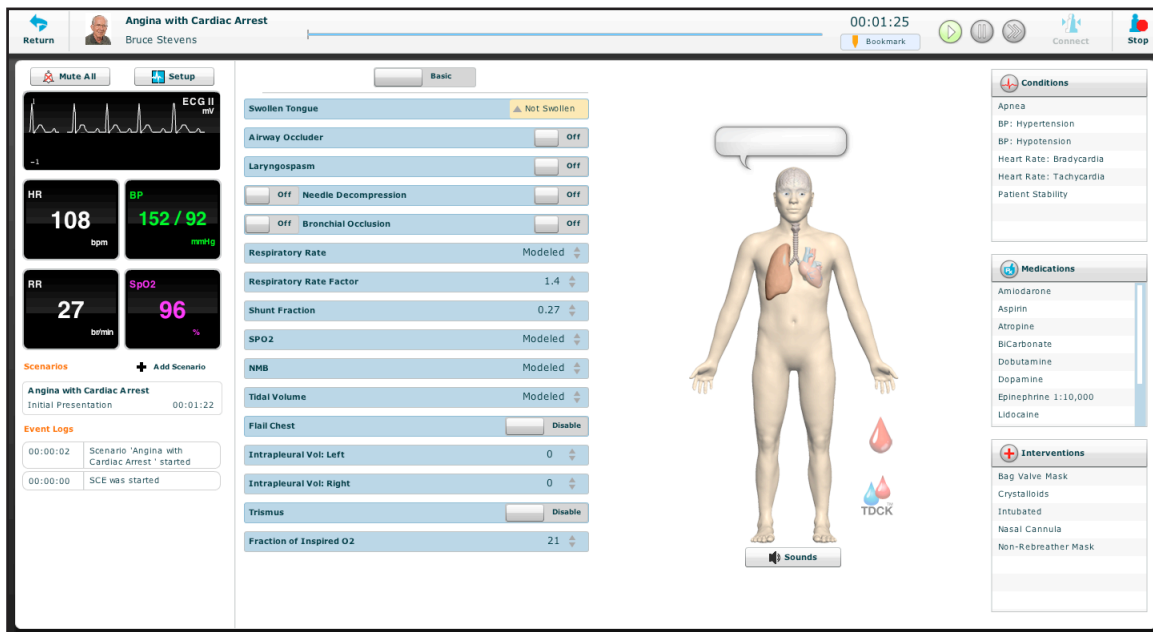 Return
Angina with Cardiac Arrest
Bruce Stevens
00:01:25
Bookmark
Connect
Stop
Mute All
Setup
ECG II
mV
1
-1
HR
108
bpm
BP
152 / 92
mmHg
RR
27
br/min
SpO2
96
%
Scenarios
Add Scenario
Angina with Cardiac Arrest
Initial Presentation 00:01:22
Event Logs
00:00:02 Scenario 'Angina with
Cardiac Arrest ' started
00:00:00 SCE was started
Basic
Swollen Tongue Not Swollen
Airway Occluder Off
Laryngospasm Off
Off Needle Decompression Off
Off Bronchial Occlusion Off
Respiratory Rate Modeled
Respiratory Rate Factor 1.4
Shunt Fraction 0.27
SPO2 Modeled
NMB Modeled
Tidal Volume Modeled
Flail Chest Disable
Intrapleural Vol: Left 0
Intrapleural Vol: Right 0
Trismus Disable
Fraction of Inspired O2 21
TDCK™
Sounds
Conditions
Apnea
BP: Hypertension
BP: Hypotension
Heart Rate: Bradycardia
Heart Rate: Tachycardia
Patient Stability
Medications
Amiodarone
Aspirin
Atropine
BiCarbonate
Dobutamine
Dopamine
Epinephrine 1:10,000
Lidocaine
Interventions
Bag Valve Mask
Crystalloids
Intubated
Nasal Cannula
Non-Rebreather Mask